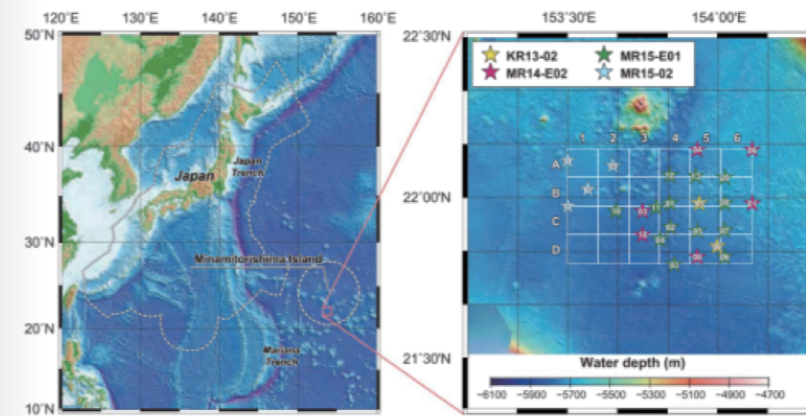 120°E 130°E 140°E 150°E 160°E
50°N
40°N
30°N
20°N
10°N
Japan
Japan
Trench
Minamitorishima Island
Mariana
Trench
153°30'E 154°00'E
22°30'N
22°00'N
21°30'N
KR13-02 MR15-E01
MR14-E02 MR15-02
1 2 3 4 5 6
A
B
C
D
Water depth (m)
-6100 -5900 -5700 -5500 -5300 -5100 -4900 -4700